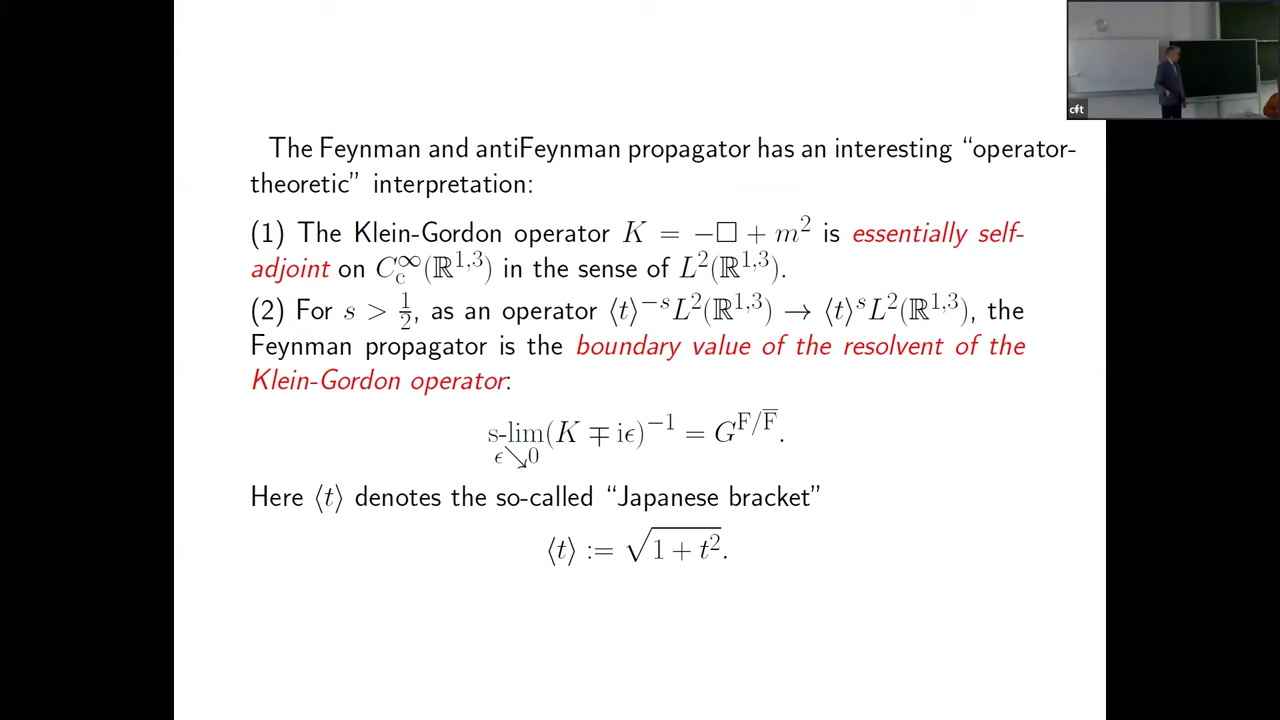 The Feynman and antiFeynman propagator has an interesting “operator-
theoretic” interpretation:
(1) The Klein-Gordon operator K = −□ + m² is essentially self-
adjoint on C_c^∞(ℝ^{1,3}) in the sense of L²(ℝ^{1,3}).
(2) For s > 1/2, as an operator ⟨t⟩^{−s}L²(ℝ^{1,3}) → ⟨t⟩^s L²(ℝ^{1,3}), the
Feynman propagator is the boundary value of the resolvent of the
Klein-Gordon operator:
s-lim_{ϵ↘0}(K ∓ iϵ)^{−1} = G^{F/F̅}.
Here ⟨t⟩ denotes the so-called “Japanese bracket”
⟨t⟩ := √(1 + t²).
cft